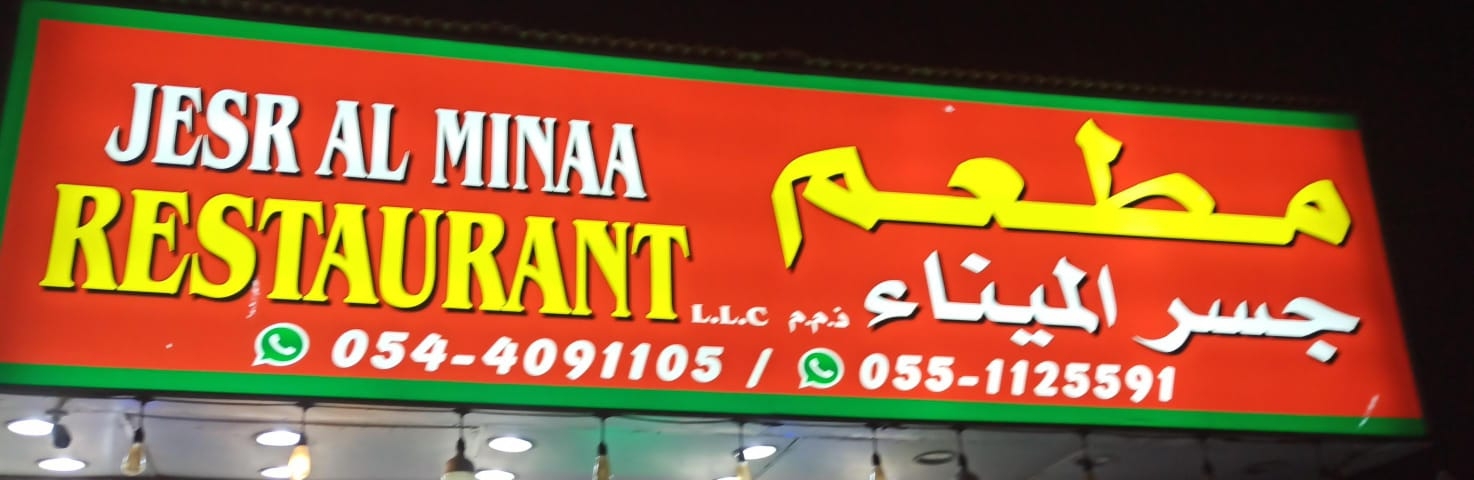 JESR AL MINAA
RESTAURANT L.L.C
مطعم
جسر الميناء ذ.م.م
054-4091105 / 055-1125591